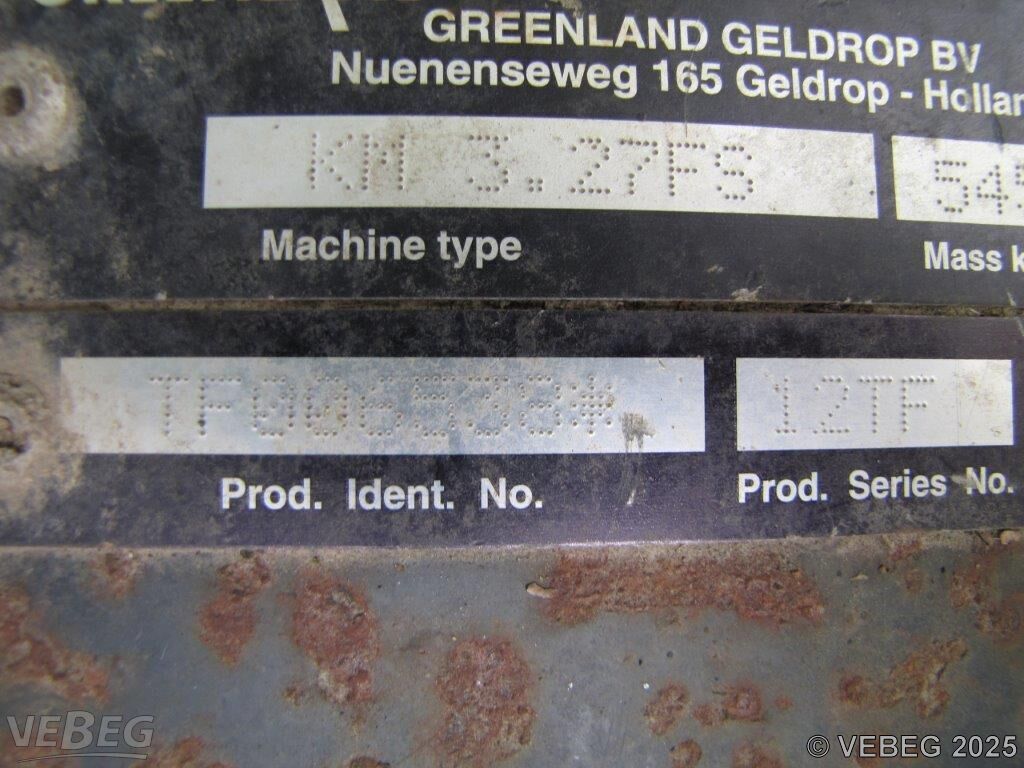 GREENLAND GELDROP BV
Nuenenseweg 165 Geldrop - Hollan
KM 3.27FS 545
Machine type Mass k
TF006538* 12TF
Prod. Ident. No. Prod. Series No.
VEBEG © VEBEG 2025